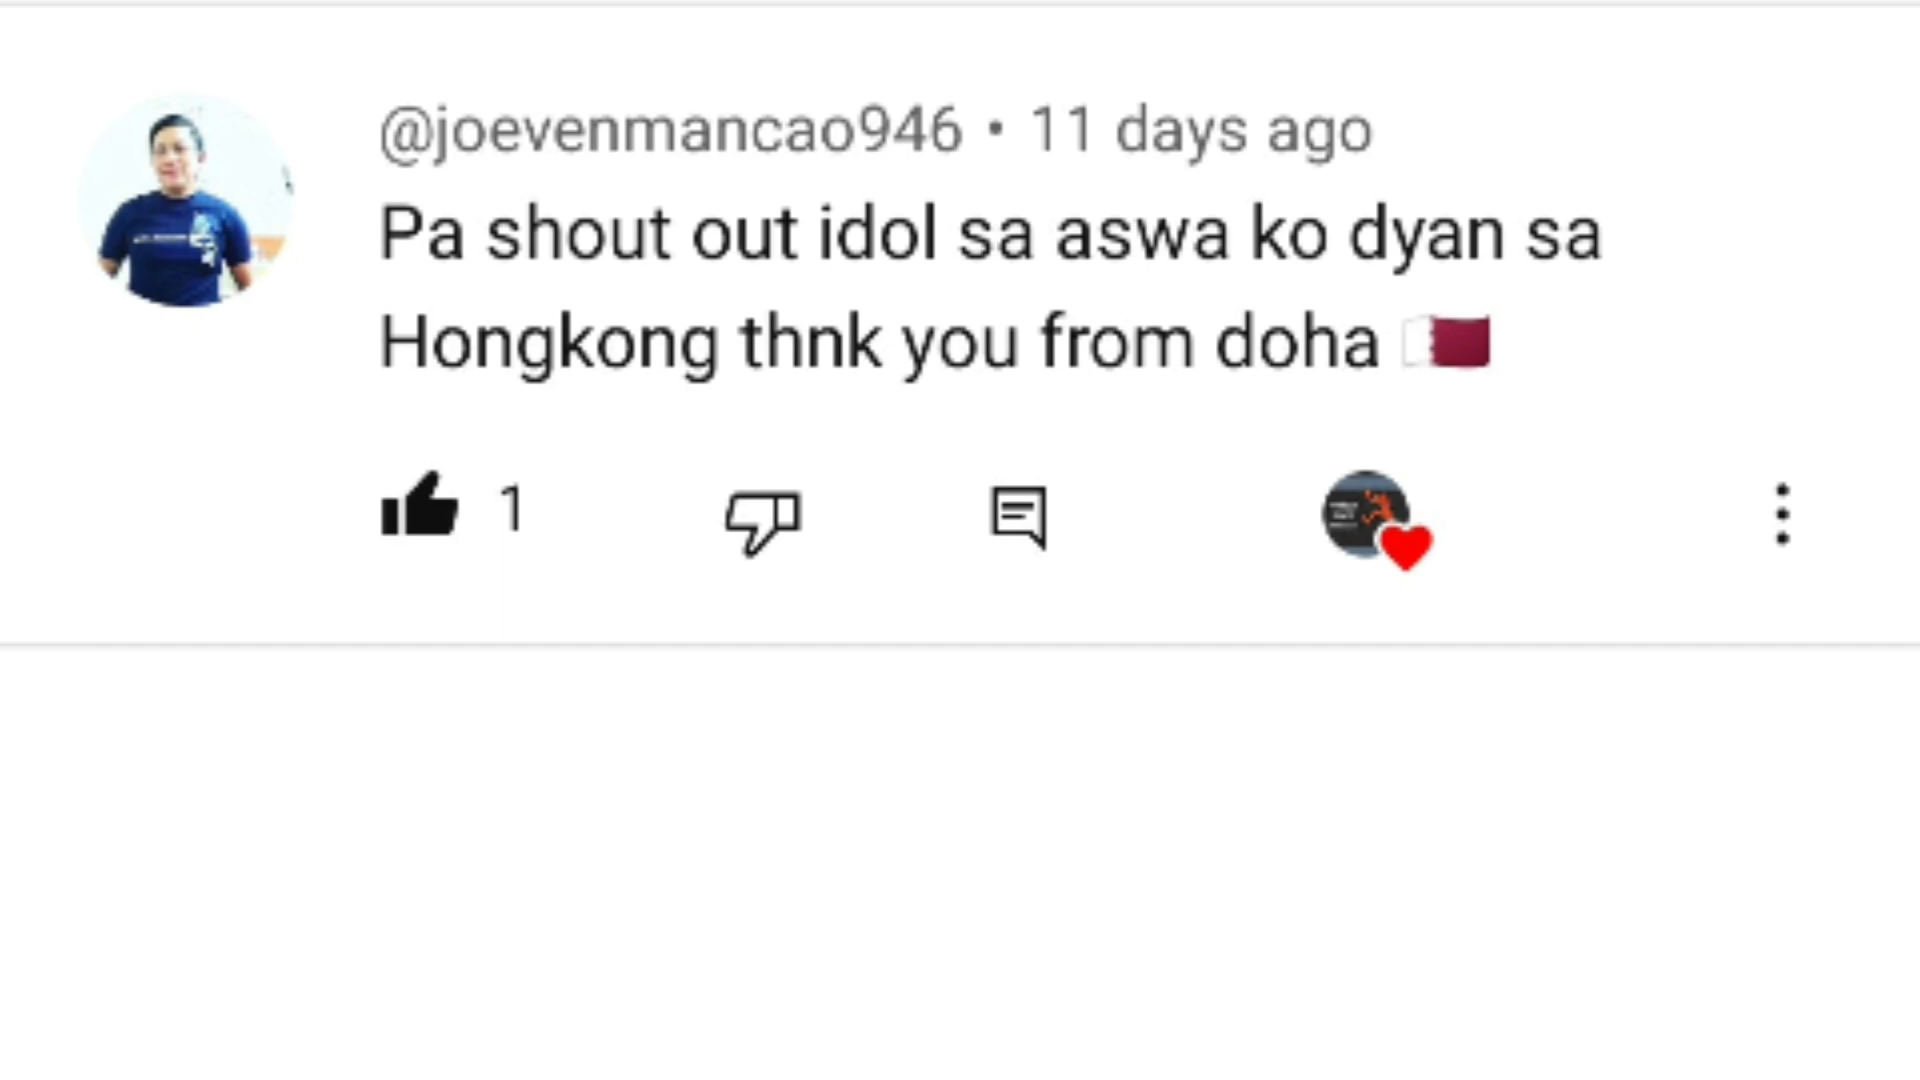 @joevenmancao946 • 11 days ago
Pa shout out idol sa aswa ko dyan sa
Hongkong thnk you from doha 🇶🇦
1